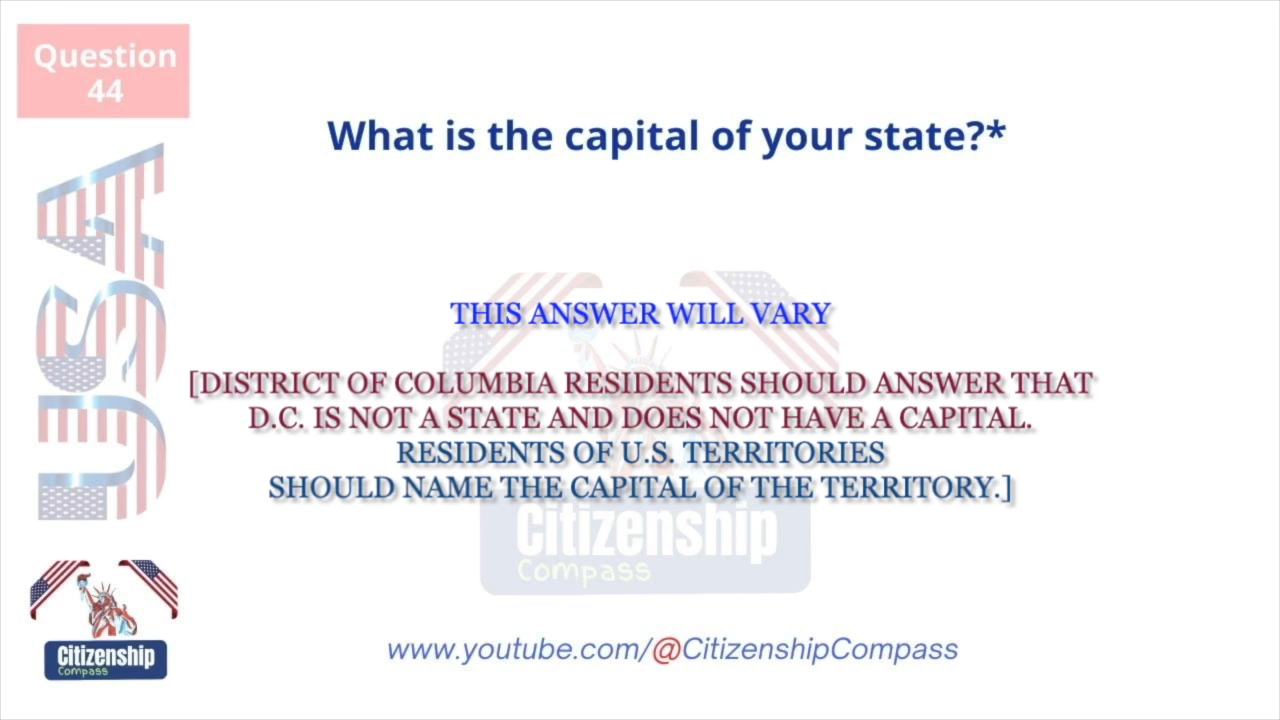 Question
44
What is the capital of your state?*
THIS ANSWER WILL VARY
[DISTRICT OF COLUMBIA RESIDENTS SHOULD ANSWER THAT
D.C. IS NOT A STATE AND DOES NOT HAVE A CAPITAL.
RESIDENTS OF U.S. TERRITORIES
SHOULD NAME THE CAPITAL OF THE TERRITORY.]
USA
Citizenship
Compass
Citizenship
Compass
www.youtube.com/@CitizenshipCompass